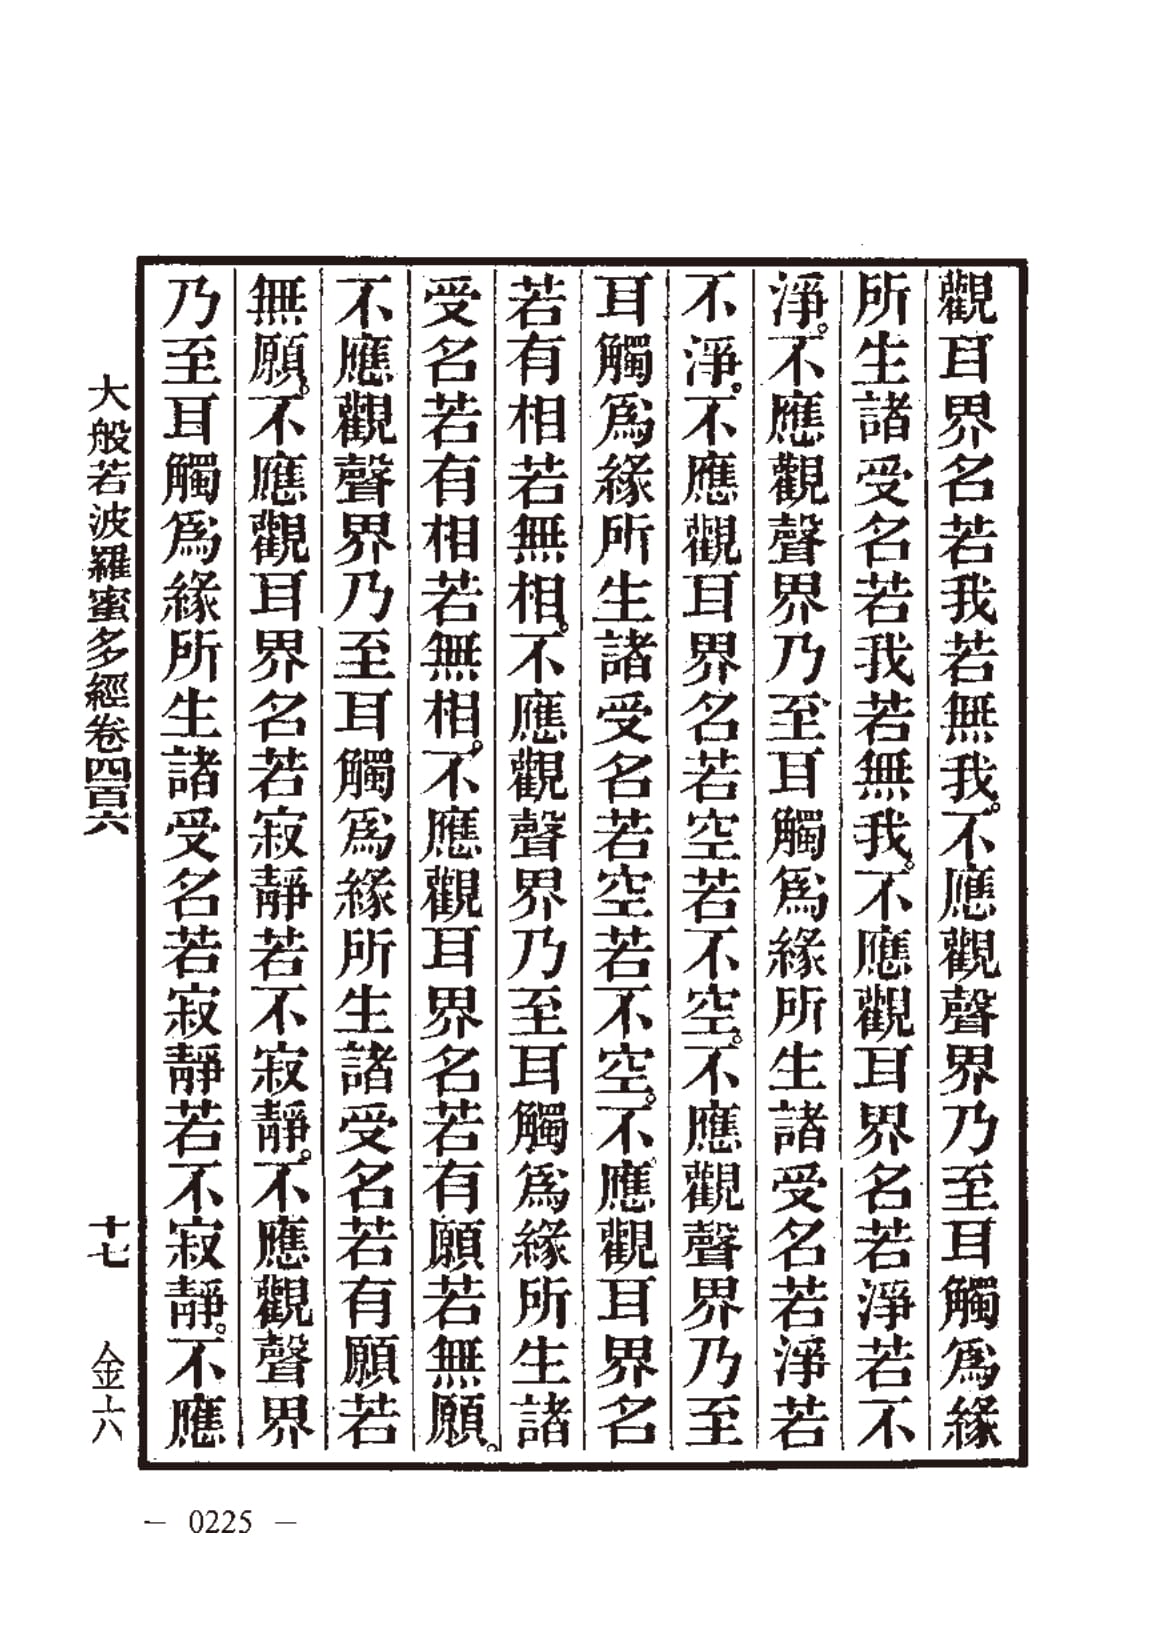 觀耳界名若我若無我。不應觀聲界乃至耳觸爲緣
所生諸受名若我若無我。不應觀耳界名若淨若不
淨。不應觀聲界乃至耳觸爲緣所生諸受名若淨若
不淨。不應觀耳界名若空若不空。不應觀聲界乃至
耳觸爲緣所生諸受名若空若不空。不應觀耳界名
若有相若無相。不應觀聲界乃至耳觸爲緣所生諸
受名若有相若無相。不應觀耳界名若有願若無願。
不應觀聲界乃至耳觸爲緣所生諸受名若有願若
無願。不應觀耳界名若寂靜若不寂靜。不應觀聲界
乃至耳觸爲緣所生諸受名若寂靜若不寂靜。不應
大般若波羅蜜多經卷四百六 十七 金六
— 0225 —